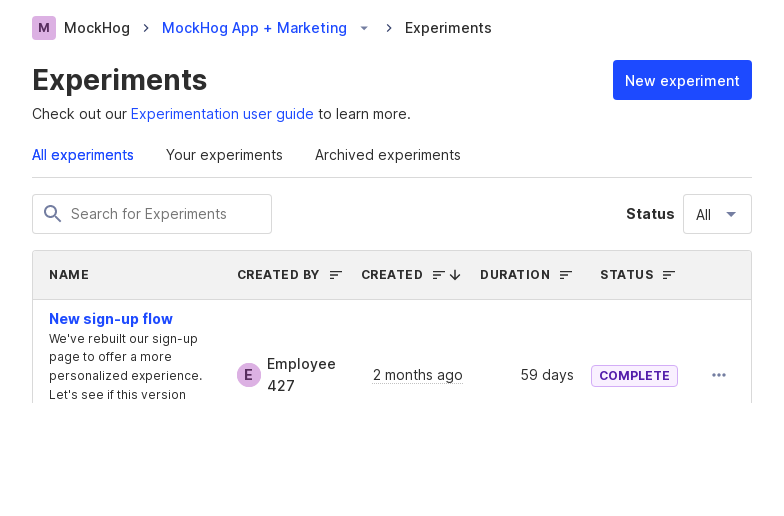 M MockHog > MockHog App + Marketing > Experiments
Experiments
New experiment
Check out our Experimentation user guide to learn more.
All experiments Your experiments Archived experiments
Search for Experiments
Status All
NAME CREATED BY CREATED DURATION STATUS
New sign-up flow
We've rebuilt our sign-up
page to offer a more
personalized experience.
Let's see if this version
E Employee
427
2 months ago
59 days
COMPLETE